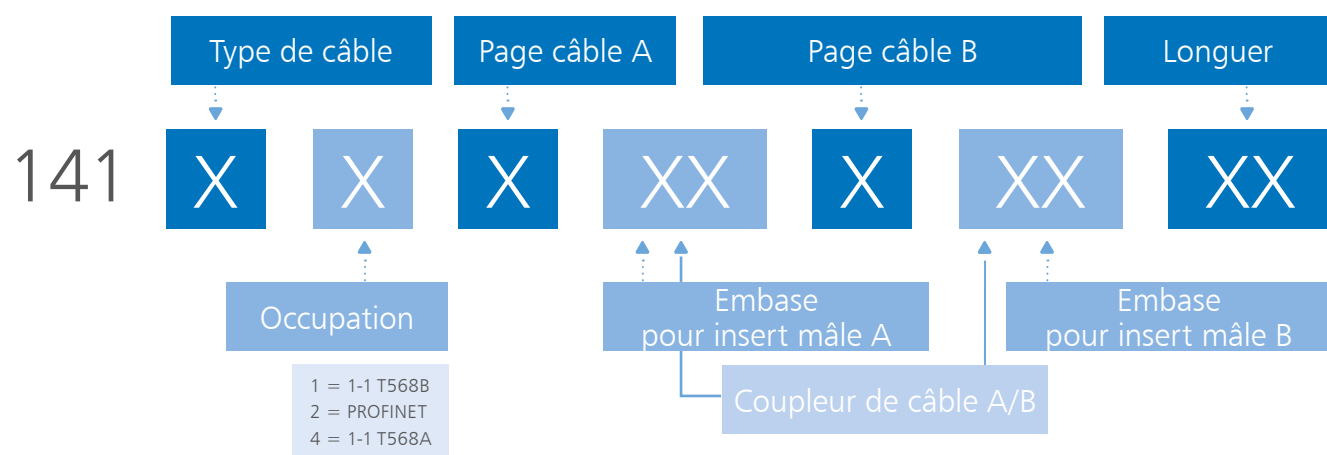 Type de câble
Page câble A
Page câble B
Longuer
141 X X X XX X XX XX
Occupation
Embase
pour insert mâle A
Embase
pour insert mâle B
Coupleur de câble A/B
1 = 1-1 T568B
2 = PROFINET
4 = 1-1 T568A